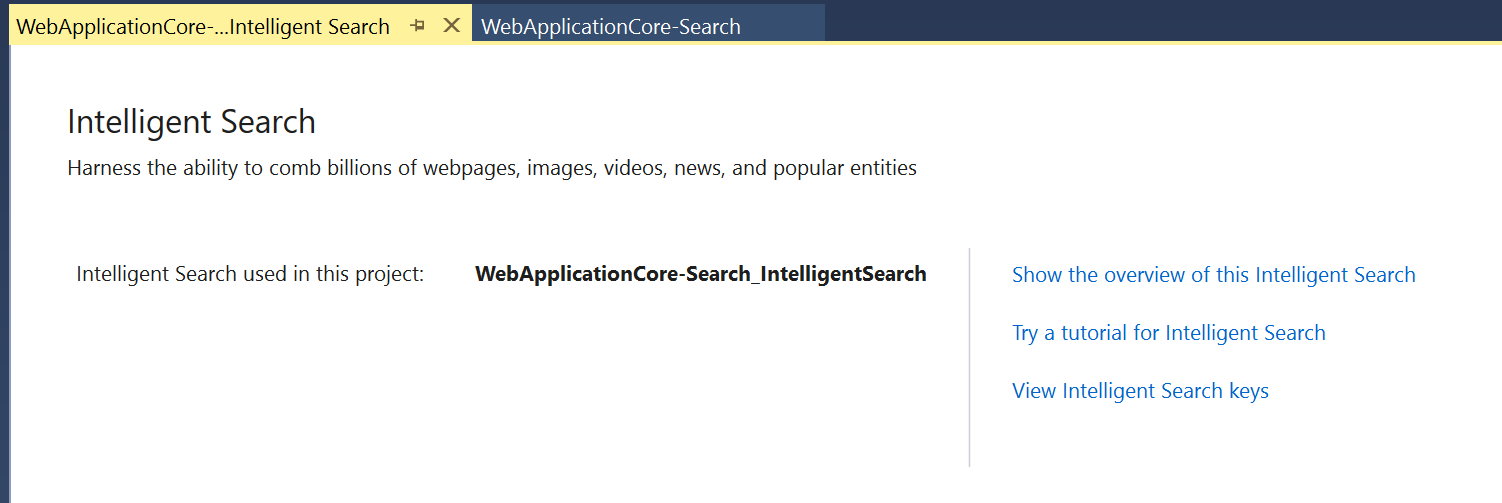 WebApplicationCore-...Intelligent Search
WebApplicationCore-Search
Intelligent Search
Harness the ability to comb billions of webpages, images, videos, news, and popular entities
Intelligent Search used in this project:
WebApplicationCore-Search_IntelligentSearch
Show the overview of this Intelligent Search
Try a tutorial for Intelligent Search
View Intelligent Search keys